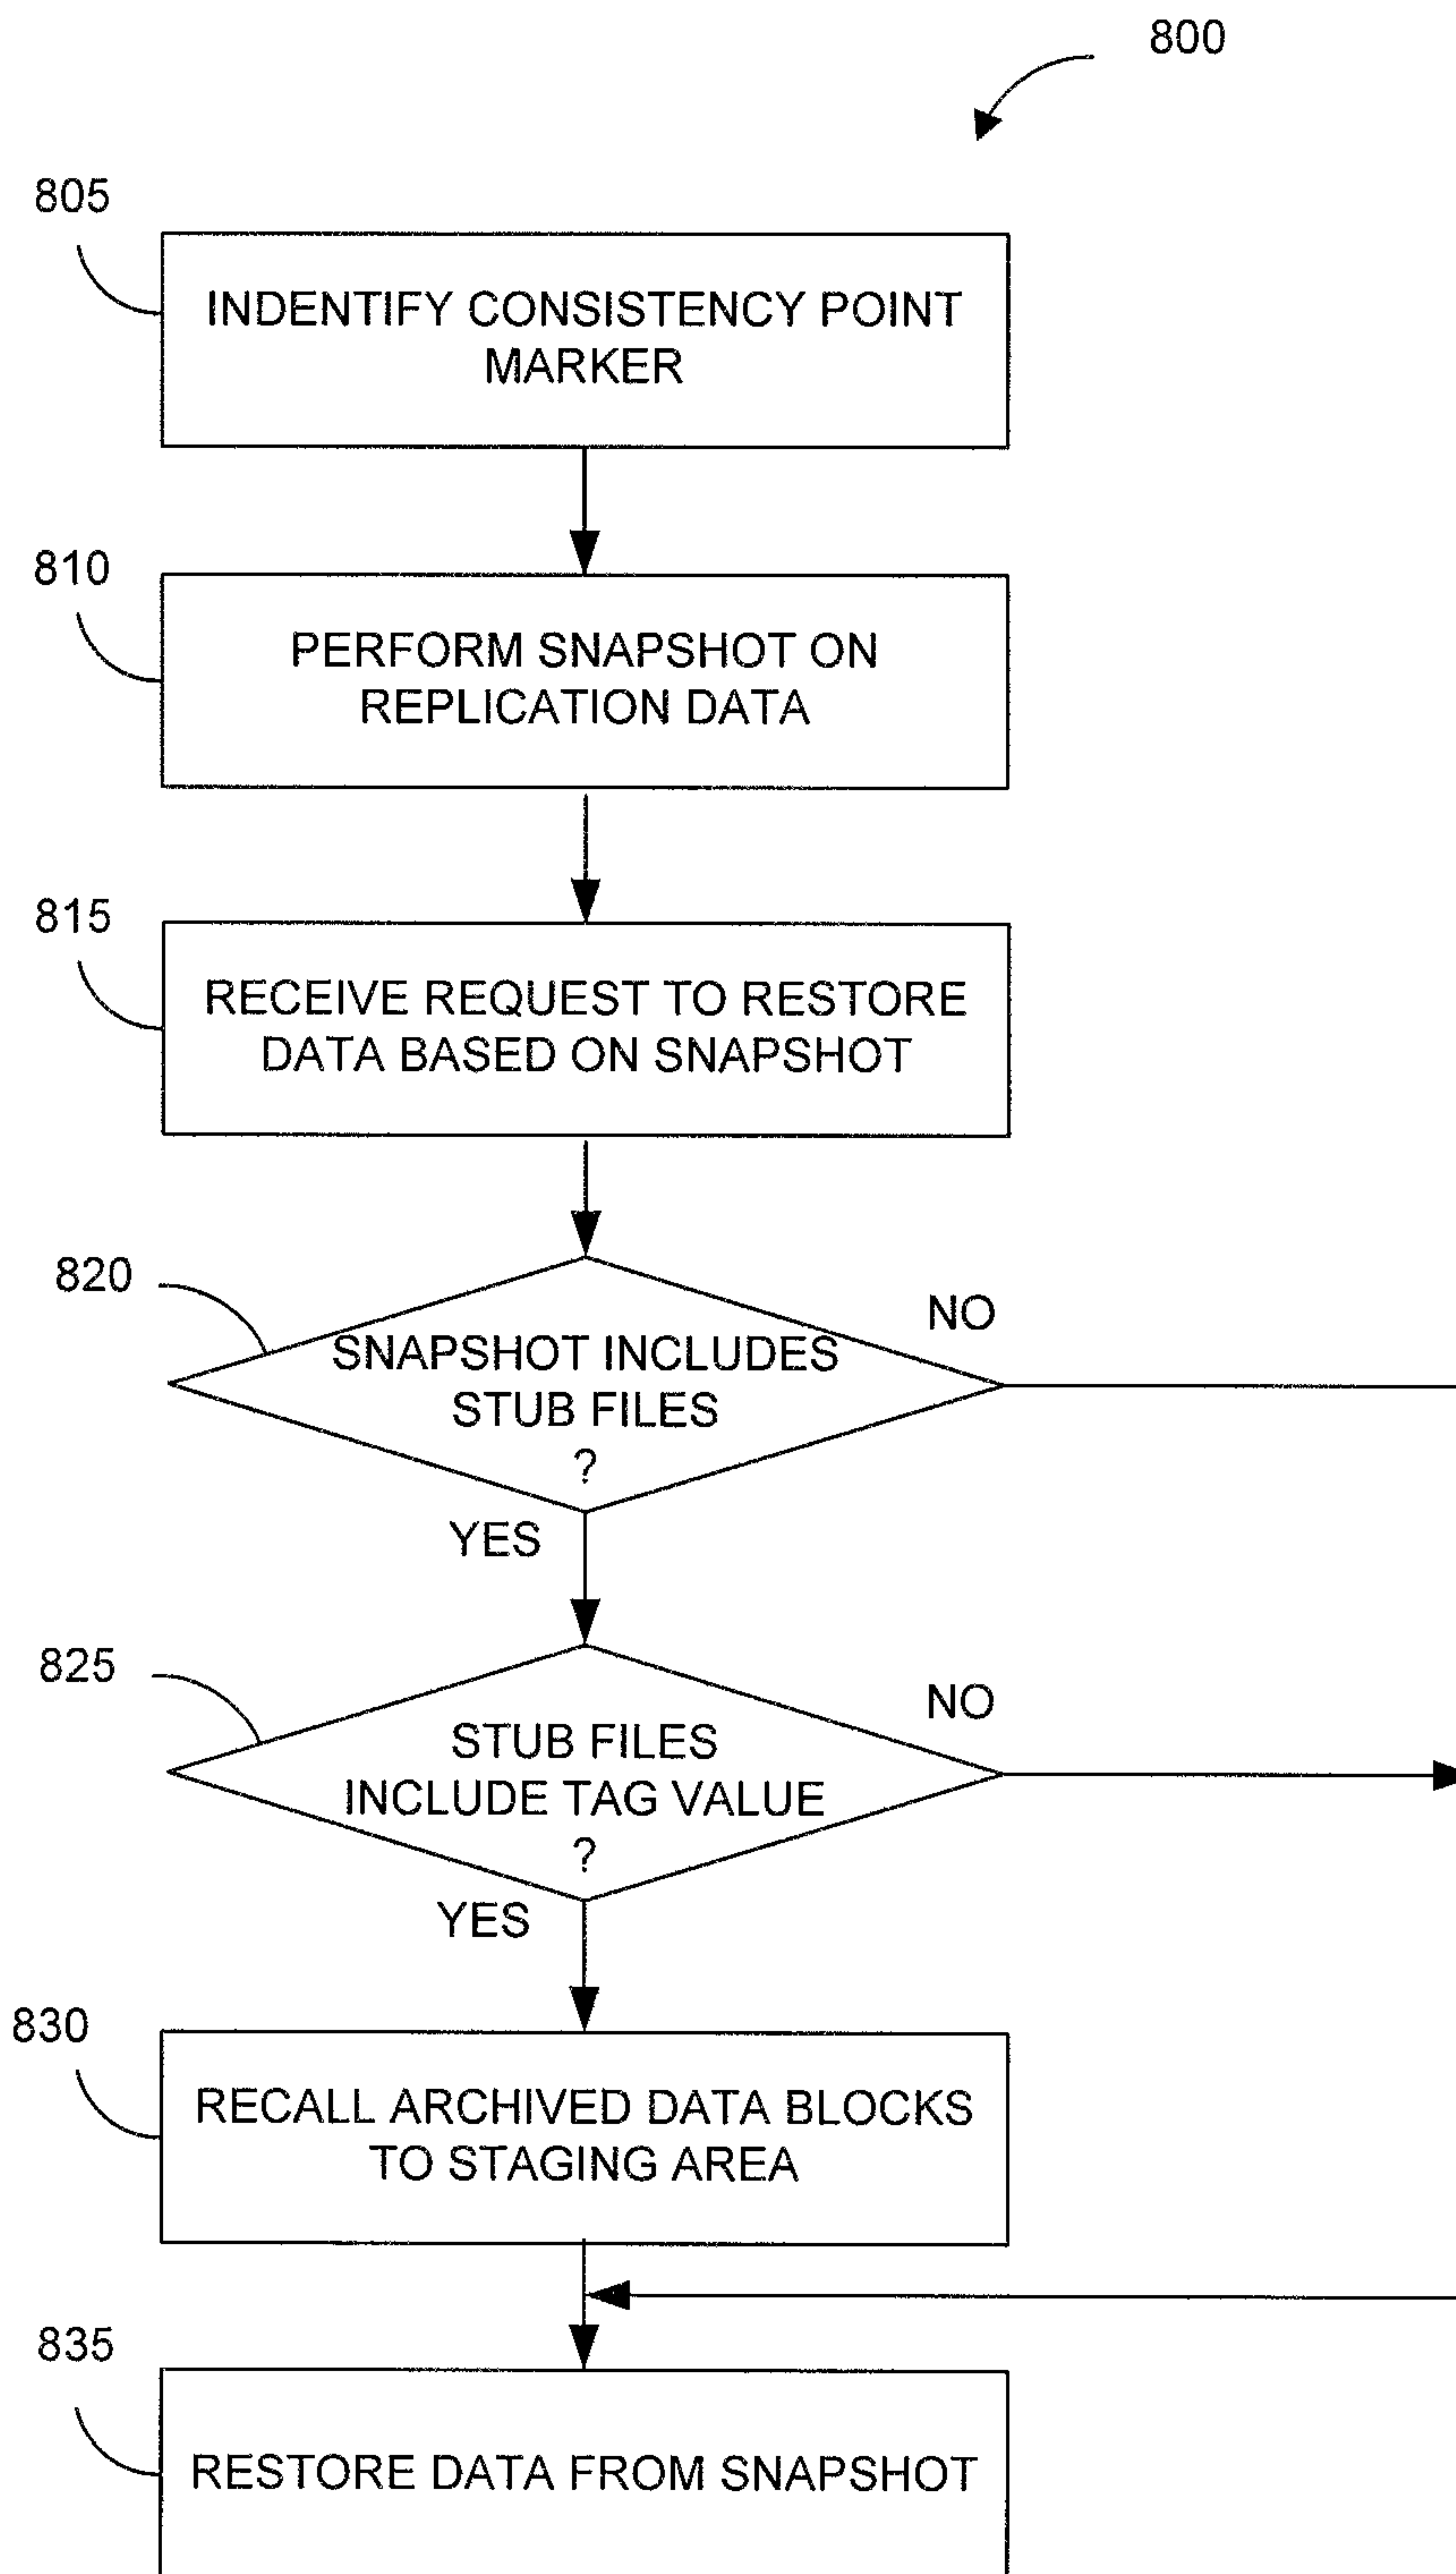 800
805
INDENTIFY CONSISTENCY POINT
MARKER
810
PERFORM SNAPSHOT ON
REPLICATION DATA
815
RECEIVE REQUEST TO RESTORE
DATA BASED ON SNAPSHOT
820
NO
SNAPSHOT INCLUDES
STUB FILES
?
YES
825
NO
STUB FILES
INCLUDE TAG VALUE
?
YES
830
RECALL ARCHIVED DATA BLOCKS
TO STAGING AREA
835
RESTORE DATA FROM SNAPSHOT